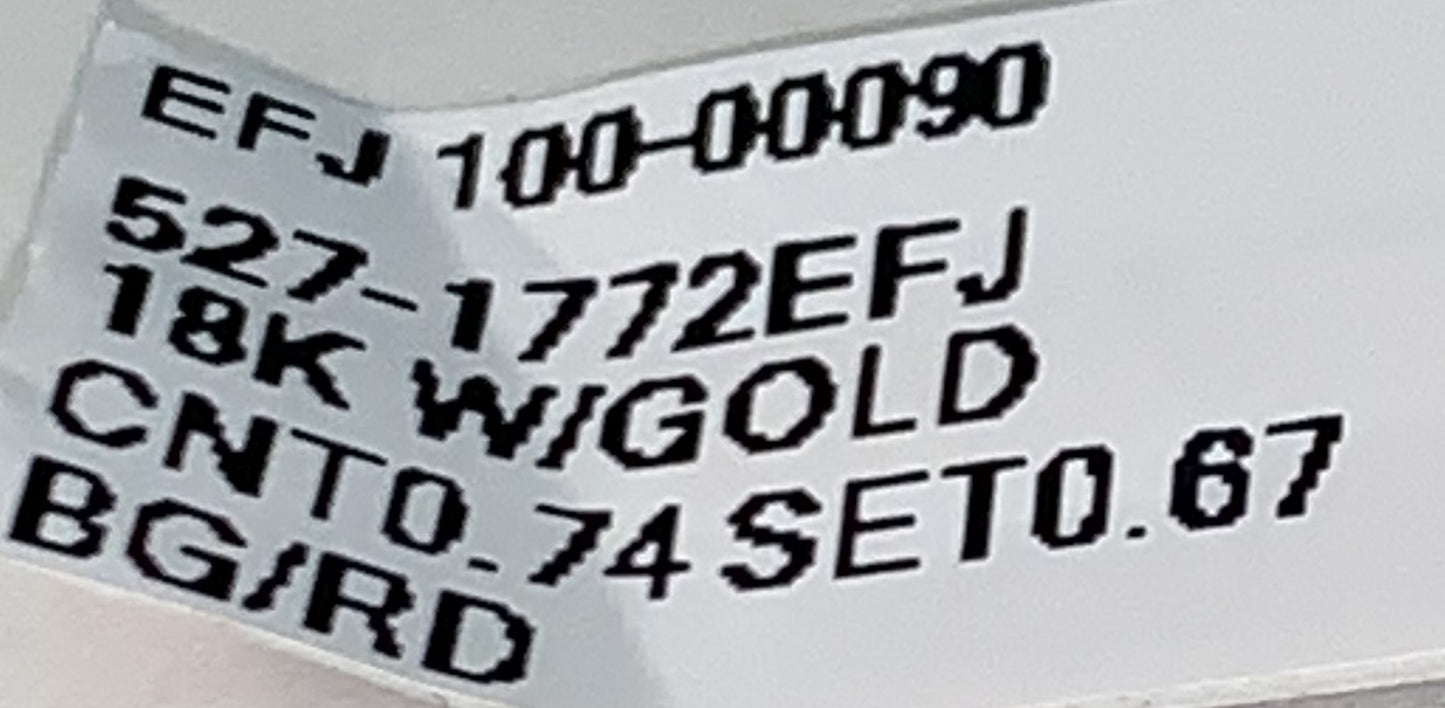 EFJ 100-00090
527-1772EFJ
18K W/GOLD
CNT0.74 SET0.67
BG/RD